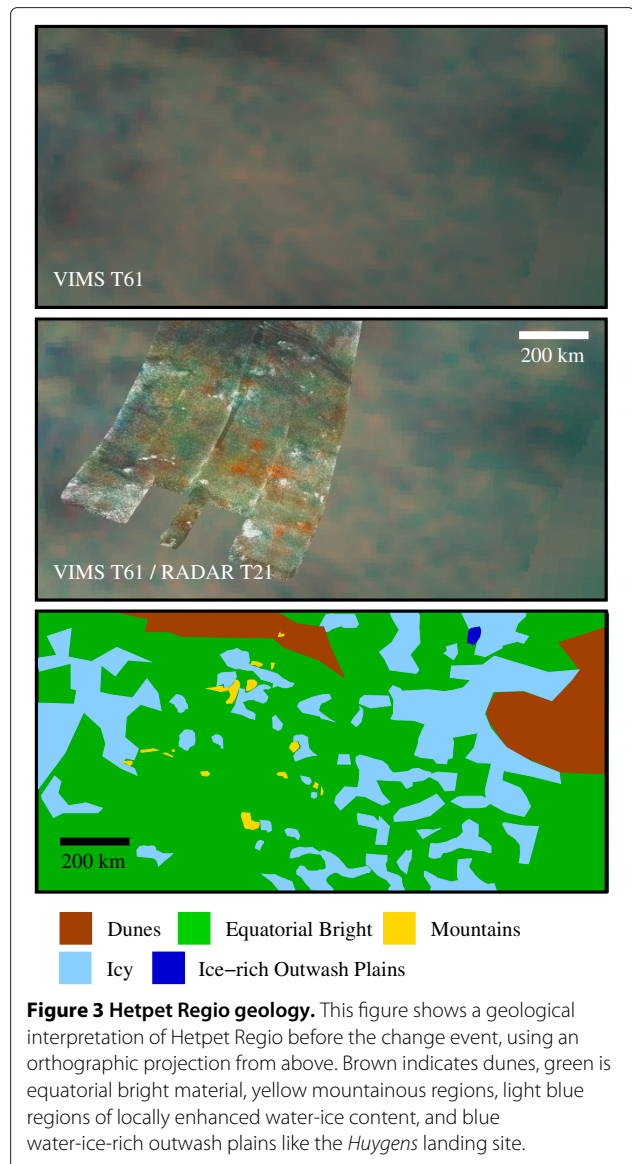 VIMS T61
200 km
VIMS T61 / RADAR T21
200 km
Dunes Equatorial Bright Mountains
Icy Ice−rich Outwash Plains
Figure 3 Hetpet Regio geology. This figure shows a geological
interpretation of Hetpet Regio before the change event, using an
orthographic projection from above. Brown indicates dunes, green is
equatorial bright material, yellow mountainous regions, light blue
regions of locally enhanced water-ice content, and blue
water-ice-rich outwash plains like the Huygens landing site.